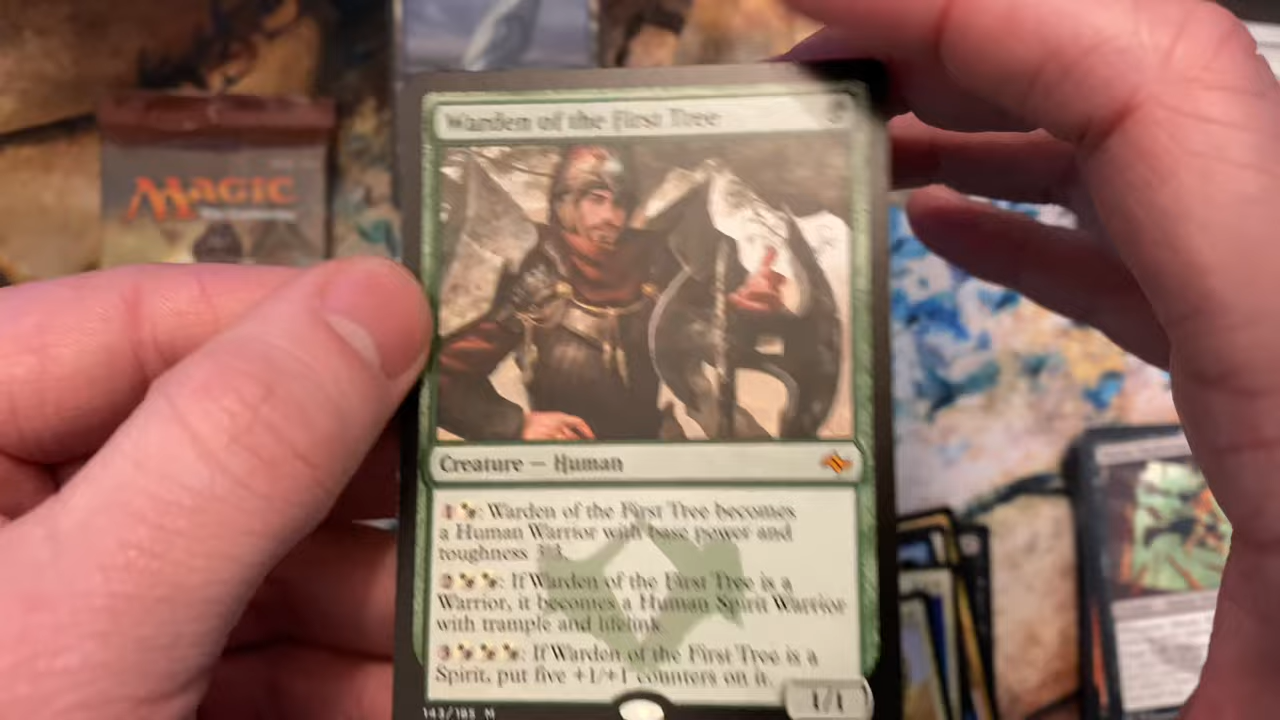 MAGIC
Warden of the First Tree
Creature — Human
1 : Warden of the First Tree becomes
a Human Warrior with base power and
toughness 3/3.
2 : If Warden of the First Tree is a
Warrior, it becomes a Human Spirit Warrior
with trample and lifelink.
3 : If Warden of the First Tree is a
Spirit, put five +1/+1 counters on it.
1/1
143/185 M